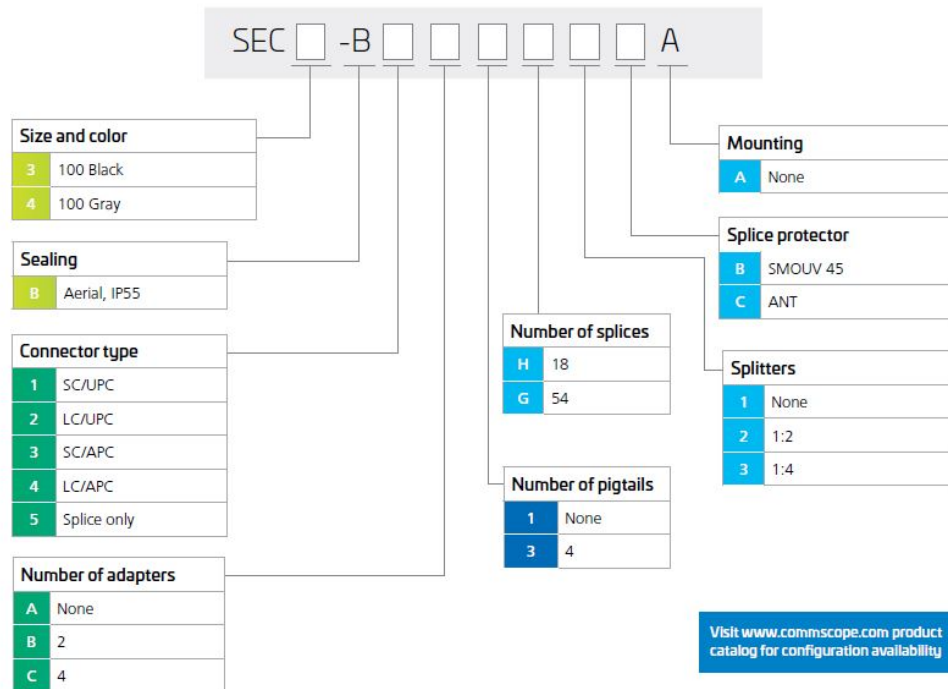 SEC -B A
Size and color
3 100 Black
4 100 Gray
Sealing
B Aerial, IP55
Connector type
1 SC/UPC
2 LC/UPC
3 SC/APC
4 LC/APC
5 Splice only
Number of adapters
A None
B 2
C 4
Number of pigtails
1 None
3 4
Number of splices
H 18
G 54
Splitters
1 None
2 1:2
3 1:4
Splice protector
B SMOUV 45
C ANT
Mounting
A None
Visit www.commscope.com product
catalog for configuration availability